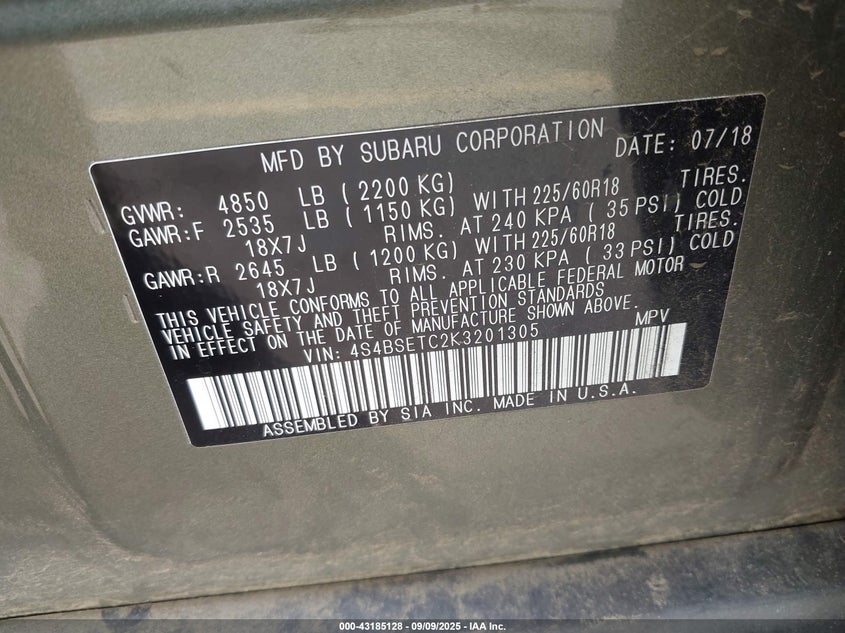 MFD BY SUBARU CORPORATION DATE: 07/18
GVWR: 4850 LB ( 2200 KG)
GAWR:F 2535 LB ( 1150 KG) WITH 225/60R18 TIRES.
18X7J RIMS. AT 240 KPA ( 35 PSI) COLD
GAWR:R 2645 LB ( 1200 KG) WITH 225/60R18 TIRES.
18X7J RIMS. AT 230 KPA ( 33 PSI) COLD
THIS VEHICLE CONFORMS TO ALL APPLICABLE FEDERAL MOTOR
VEHICLE SAFETY AND THEFT PREVENTION STANDARDS
IN EFFECT ON THE DATE OF MANUFACTURE SHOWN ABOVE.
VIN: 4S4BSETC2K3201305 MPV
ASSEMBLED BY SIA INC. MADE IN U.S.A.
000-43185128 - 09/09/2025 - IAA Inc.